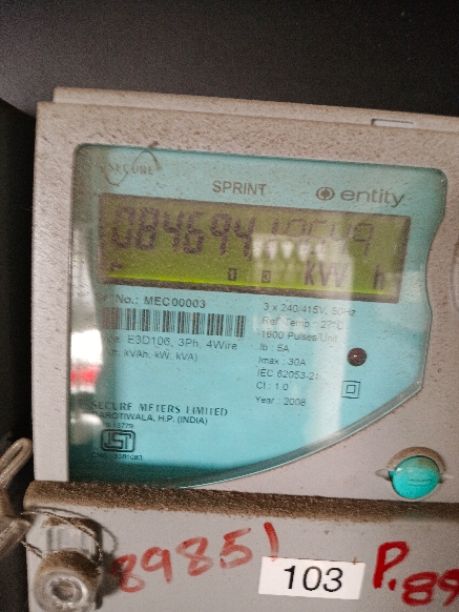 SECURE
SPRINT
entity
No.: MEC00003
3 x 240/415V, 50Hz
Ref. Temp : 27°C
1600 Pulses/Unit
E3D106, 3Ph, 4Wire
Ib : 5A
kVAh, kW, kVA)
Imax : 30A
IEC 62053-21
Cl : 1.0
Year : 2008
SECURE METERS LIMITED
BAROTIWALA, H.P. (INDIA)
kW h
89851
103
P.89